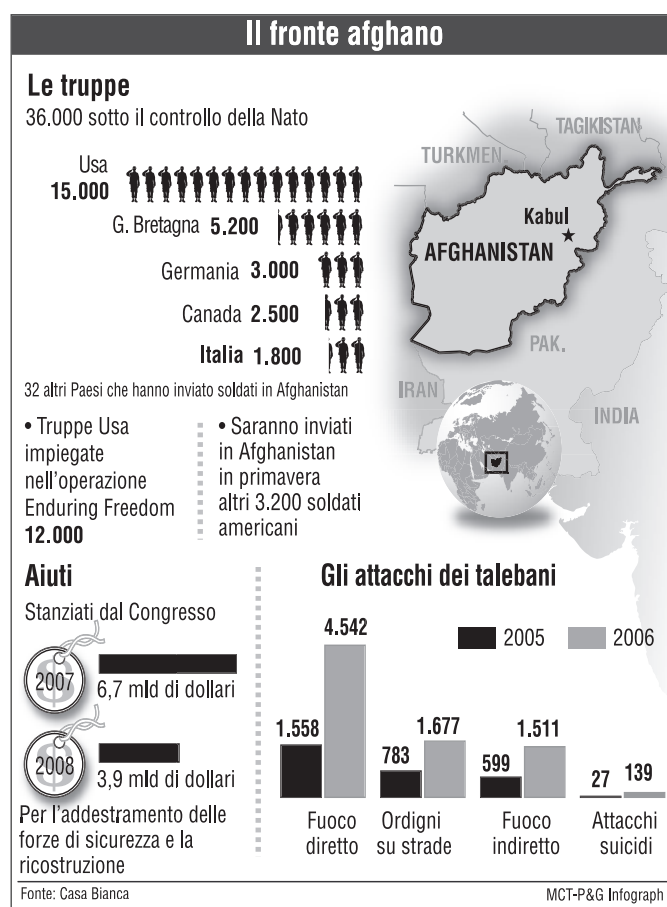 Il fronte afghano
Le truppe
36.000 sotto il controllo della Nato
Usa
15.000
G. Bretagna 5.200
Germania 3.000
Canada 2.500
Italia 1.800
32 altri Paesi che hanno inviato soldati in Afghanistan
TAGIKISTAN
TURKMEN.
Kabul
AFGHANISTAN
PAK.
IRAN
INDIA
• Truppe Usa
impiegate
nell'operazione
Enduring Freedom
12.000
• Saranno inviati
in Afghanistan
in primavera
altri 3.200 soldati
americani
Aiuti
Stanziati dal Congresso
$
2007
6,7 mld di dollari
$
2008
3,9 mld di dollari
Per l'addestramento delle
forze di sicurezza e la
ricostruzione
Gli attacchi dei talebani
2005 2006
1.558 4.542
783 1.677
599 1.511
27 139
Fuoco
diretto
Ordigni
su strade
Fuoco
indiretto
Attacchi
suicidi
Fonte: Casa Bianca
MCT-P&G Infograph